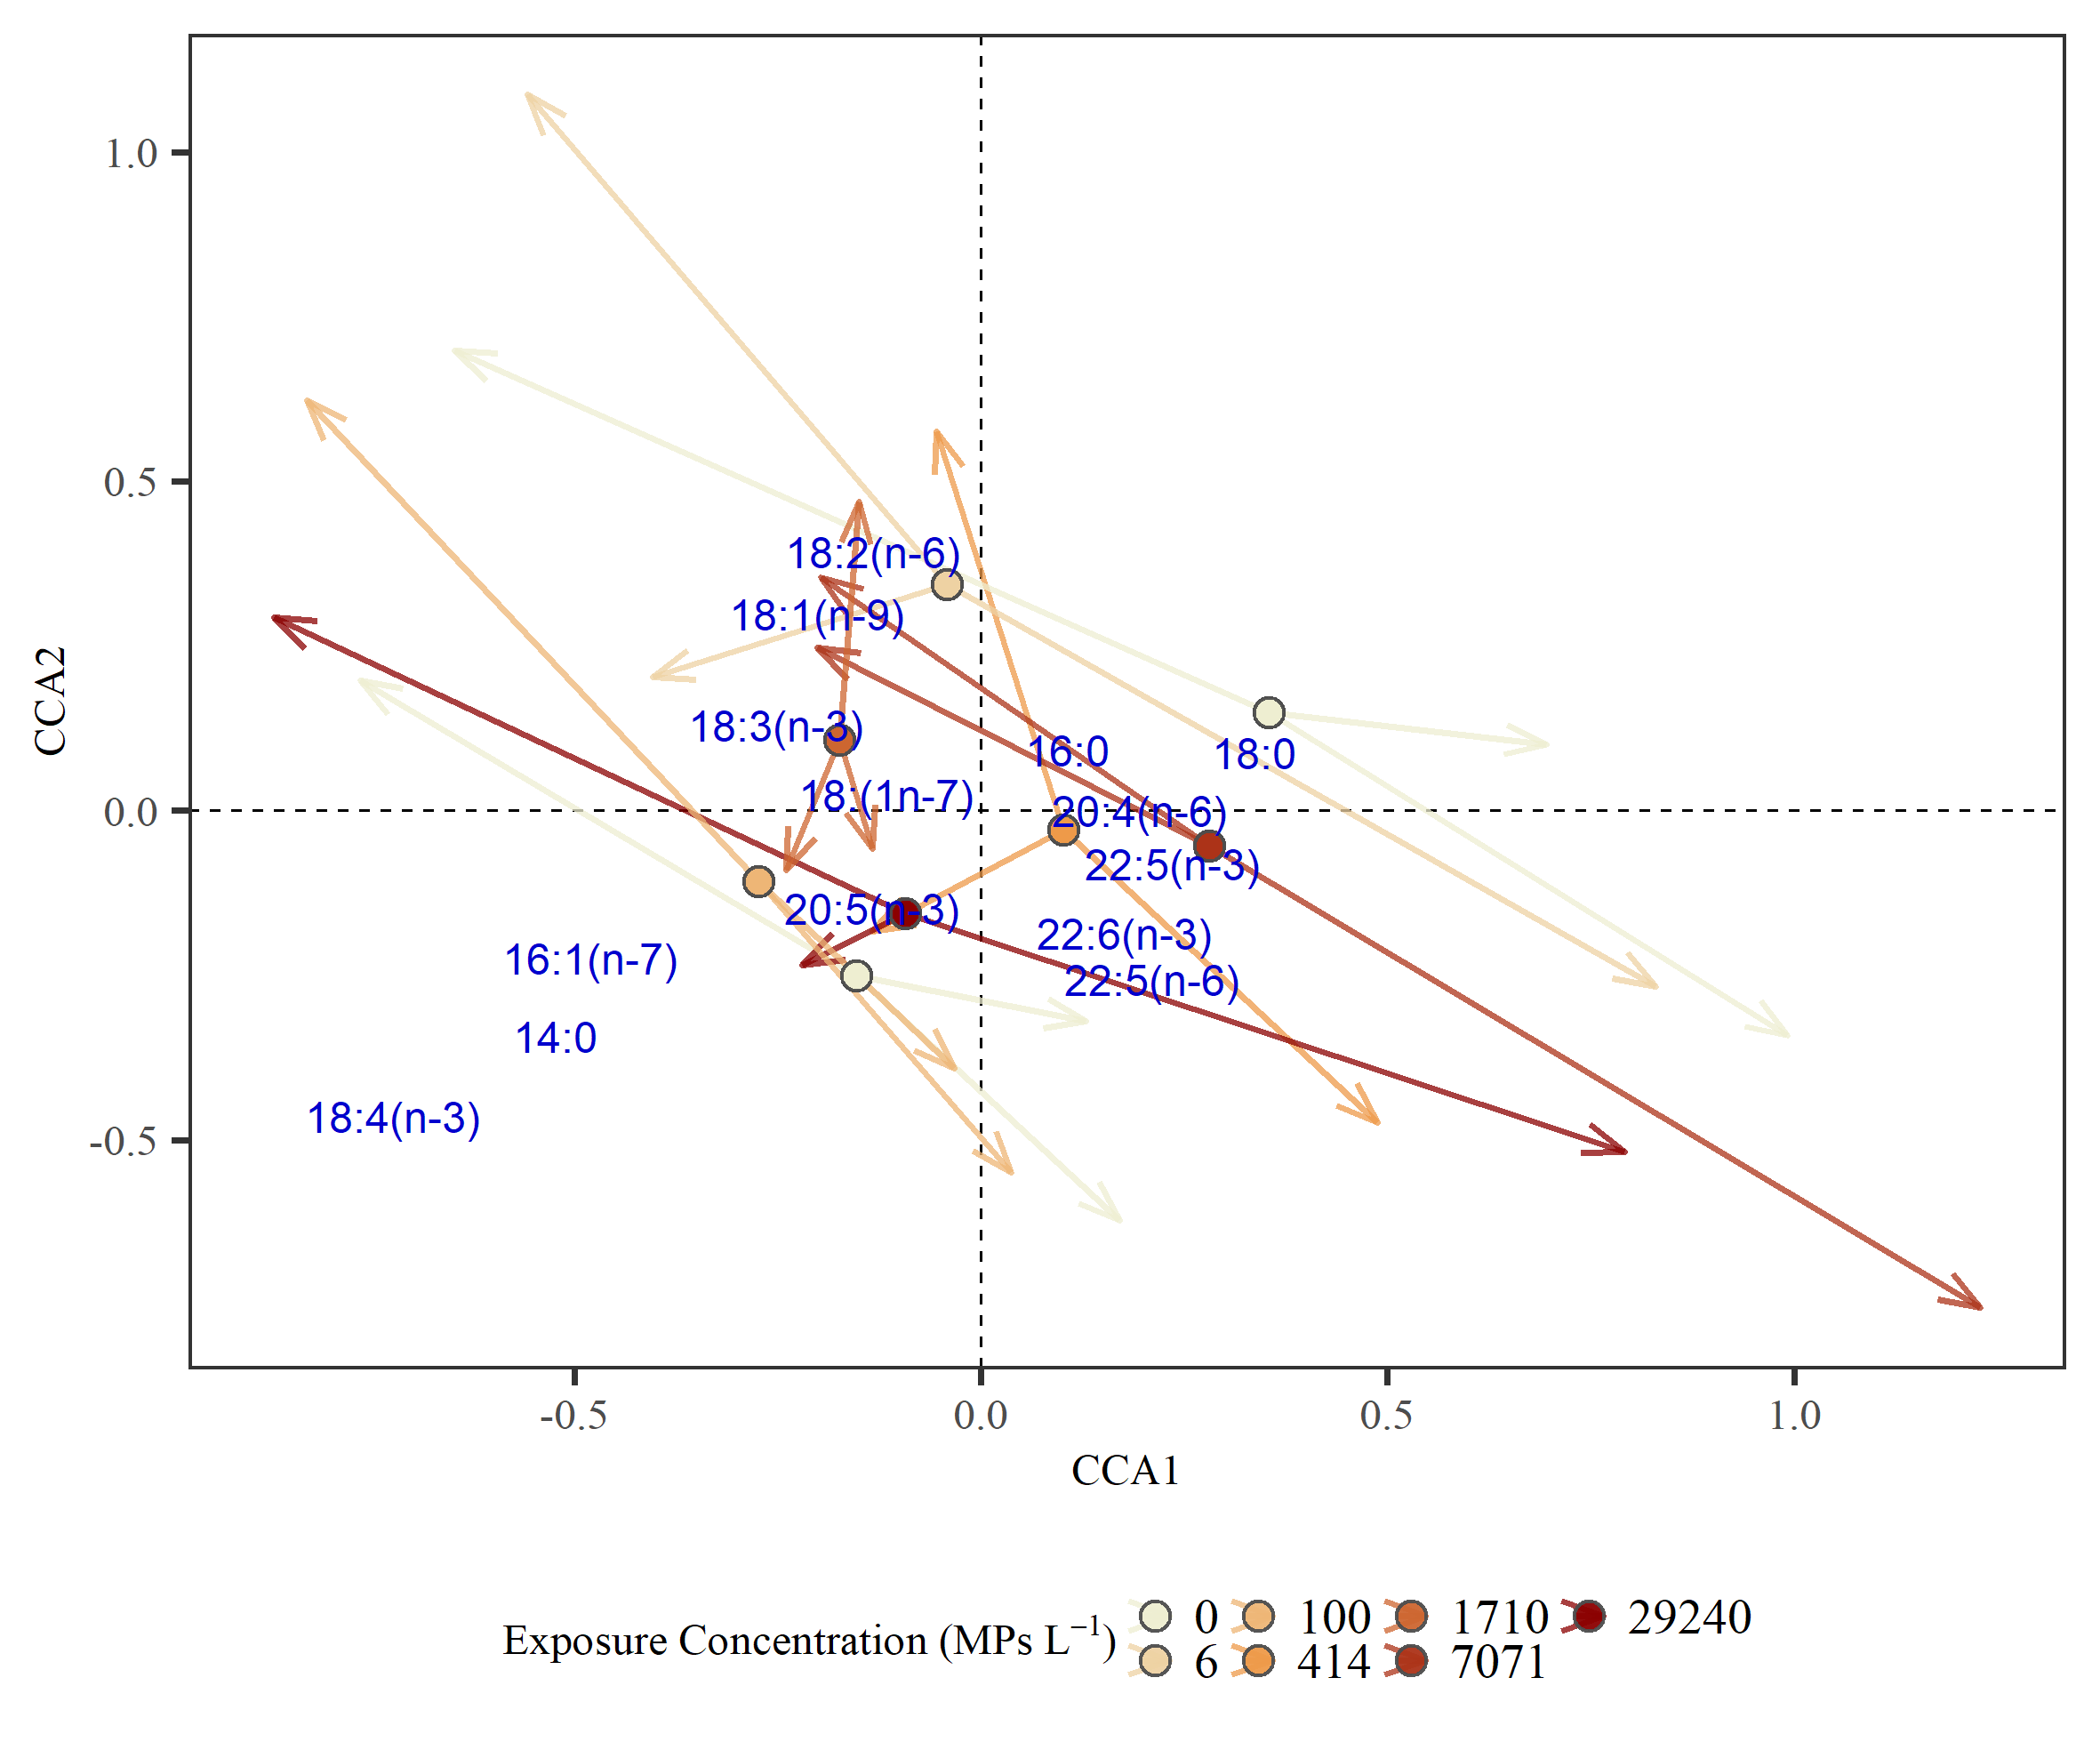 1.0
0.5
0.0
-0.5
CCA2
18:2(n-6)
18:1(n-9)
18:3(n-3)
16:0
18:0
18:(1n-7)
20:4(n-6)
22:5(n-3)
20:5(n-3)
22:6(n-3)
16:1(n-7)
22:5(n-6)
14:0
18:4(n-3)
-0.5 0.0 0.5 1.0
CCA1
Exposure Concentration (MPs L⁻¹)
0 100 1710 29240
6 414 7071